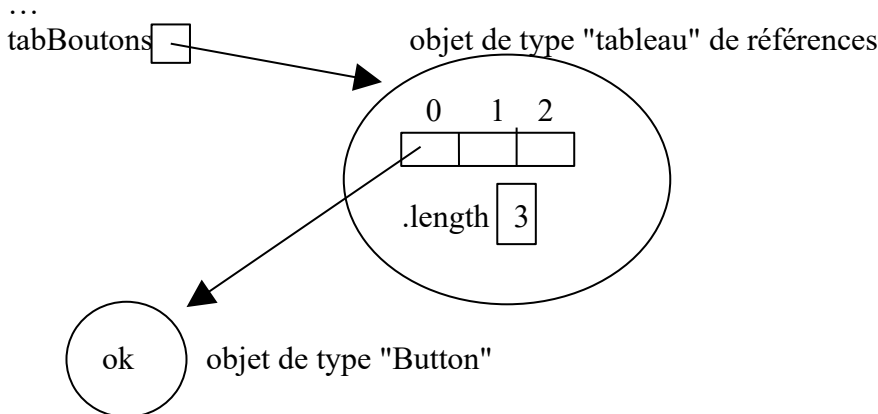 …
tabBoutons objet de type "tableau" de références
0 1 2
.length 3
ok objet de type "Button"